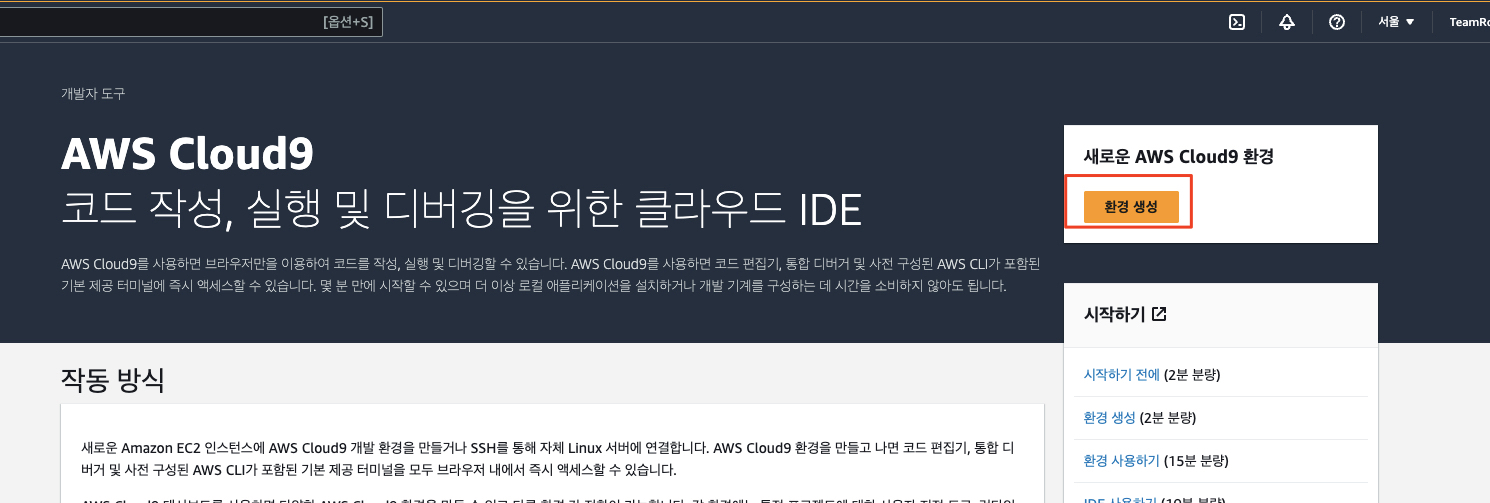 [옵션+S]
서울 ▼
TeamRo
개발자 도구
AWS Cloud9
코드 작성, 실행 및 디버깅을 위한 클라우드 IDE
AWS Cloud9를 사용하면 브라우저만을 이용하여 코드를 작성, 실행 및 디버깅할 수 있습니다. AWS Cloud9를 사용하면 코드 편집기, 통합 디버거 및 사전 구성된 AWS CLI가 포함된
기본 제공 터미널에 즉시 액세스할 수 있습니다. 몇 분 만에 시작할 수 있으며 더 이상 로컬 애플리케이션을 설치하거나 개발 기계를 구성하는 데 시간을 소비하지 않아도 됩니다.
새로운 AWS Cloud9 환경
환경 생성
시작하기
시작하기 전에 (2분 분량)
환경 생성 (2분 분량)
환경 사용하기 (15분 분량)
작동 방식
새로운 Amazon EC2 인스턴스에 AWS Cloud9 개발 환경을 만들거나 SSH를 통해 자체 Linux 서버에 연결합니다. AWS Cloud9 환경을 만들고 나면 코드 편집기, 통합 디
버거 및 사전 구성된 AWS CLI가 포함된 기본 제공 터미널을 모두 브라우저 내에서 즉시 액세스할 수 있습니다.